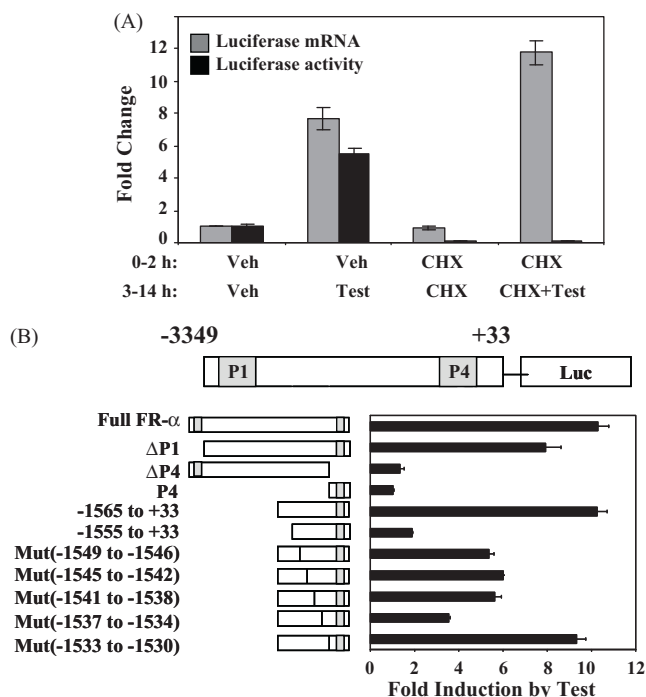 (A)
Luciferase mRNA
Luciferase activity
Fold Change
12
10
8
6
4
2
0
0-2 h: Veh Veh CHX CHX
3-14 h: Veh Test CHX CHX+Test
(B)
-3349 +33
P1 P4 Luc
Full FR-α
ΔP1
ΔP4
P4
-1565 to +33
-1555 to +33
Mut(-1549 to -1546)
Mut(-1545 to -1542)
Mut(-1541 to -1538)
Mut(-1537 to -1534)
Mut(-1533 to -1530)
0 2 4 6 8 10 12
Fold Induction by Test